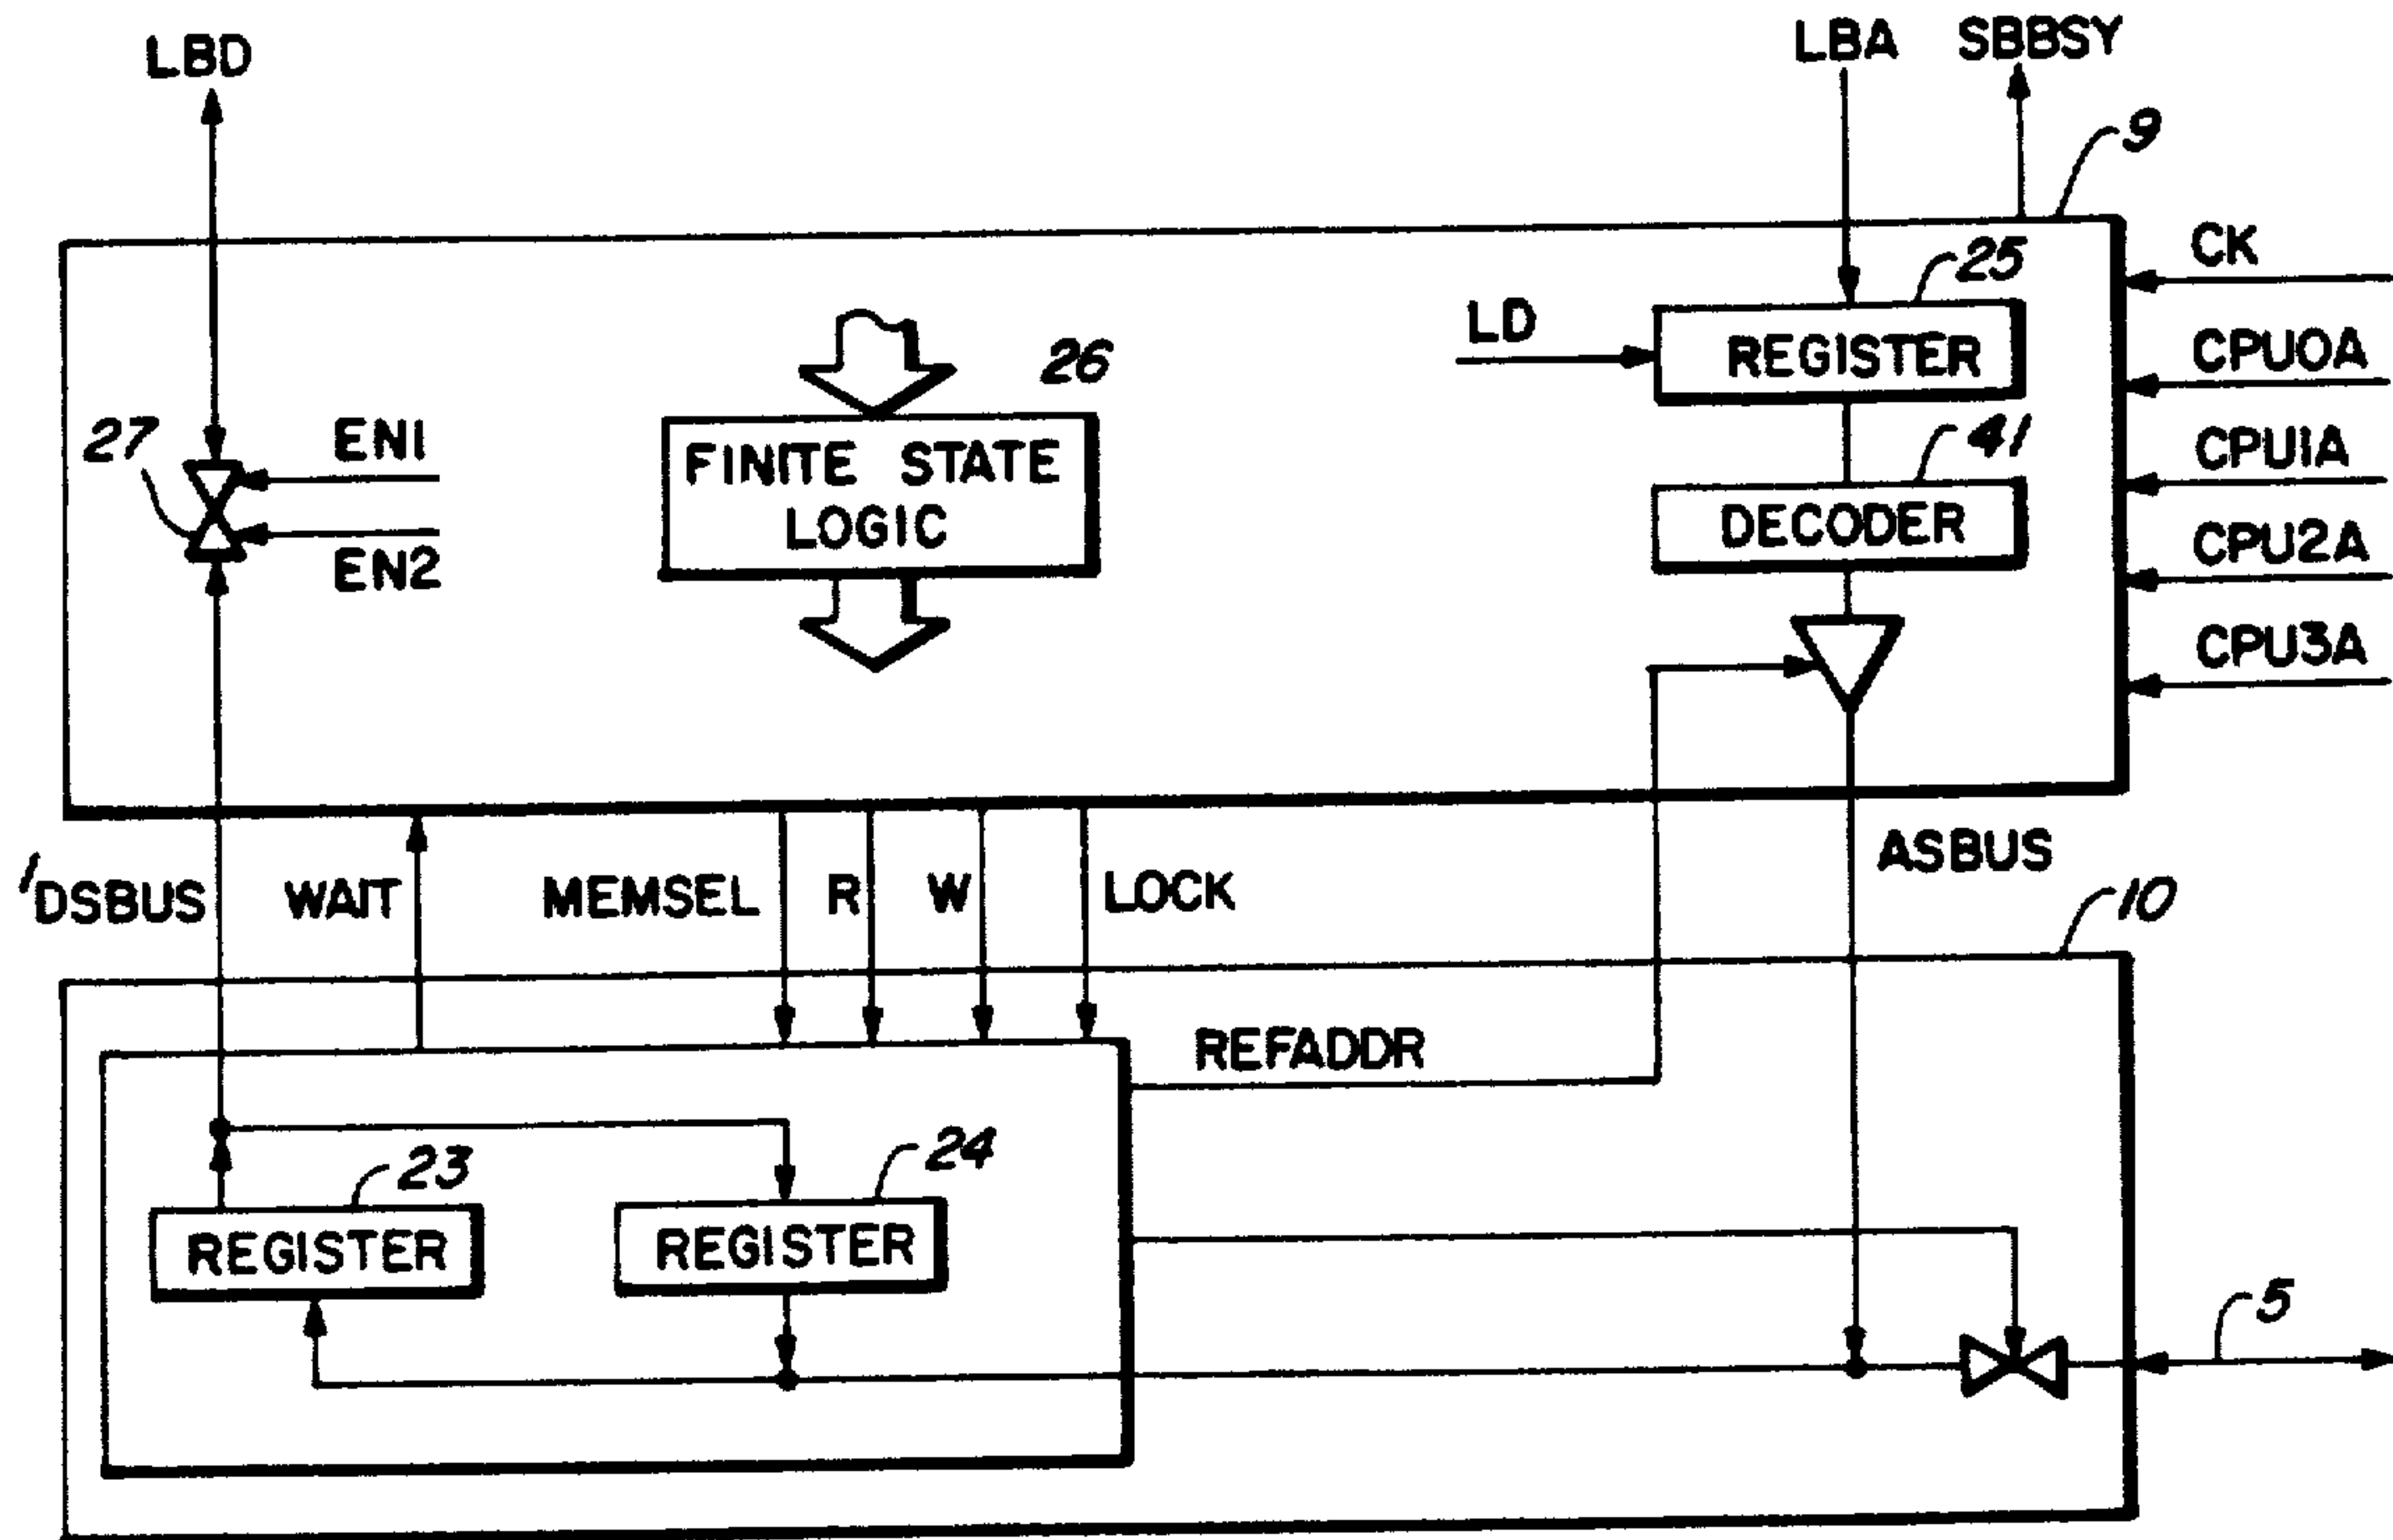 LBD
LBA
SBBSY
9
CK
25
LD
REGISTER
CPU0A
26
27
EN1
FINITE STATE
LOGIC
41
CPU1A
DECODER
EN2
CPU2A
CPU3A
DSBUS
WAIT
MEMSEL
R
W
LOCK
ASBUS
10
REFADDR
23
24
REGISTER
REGISTER
5